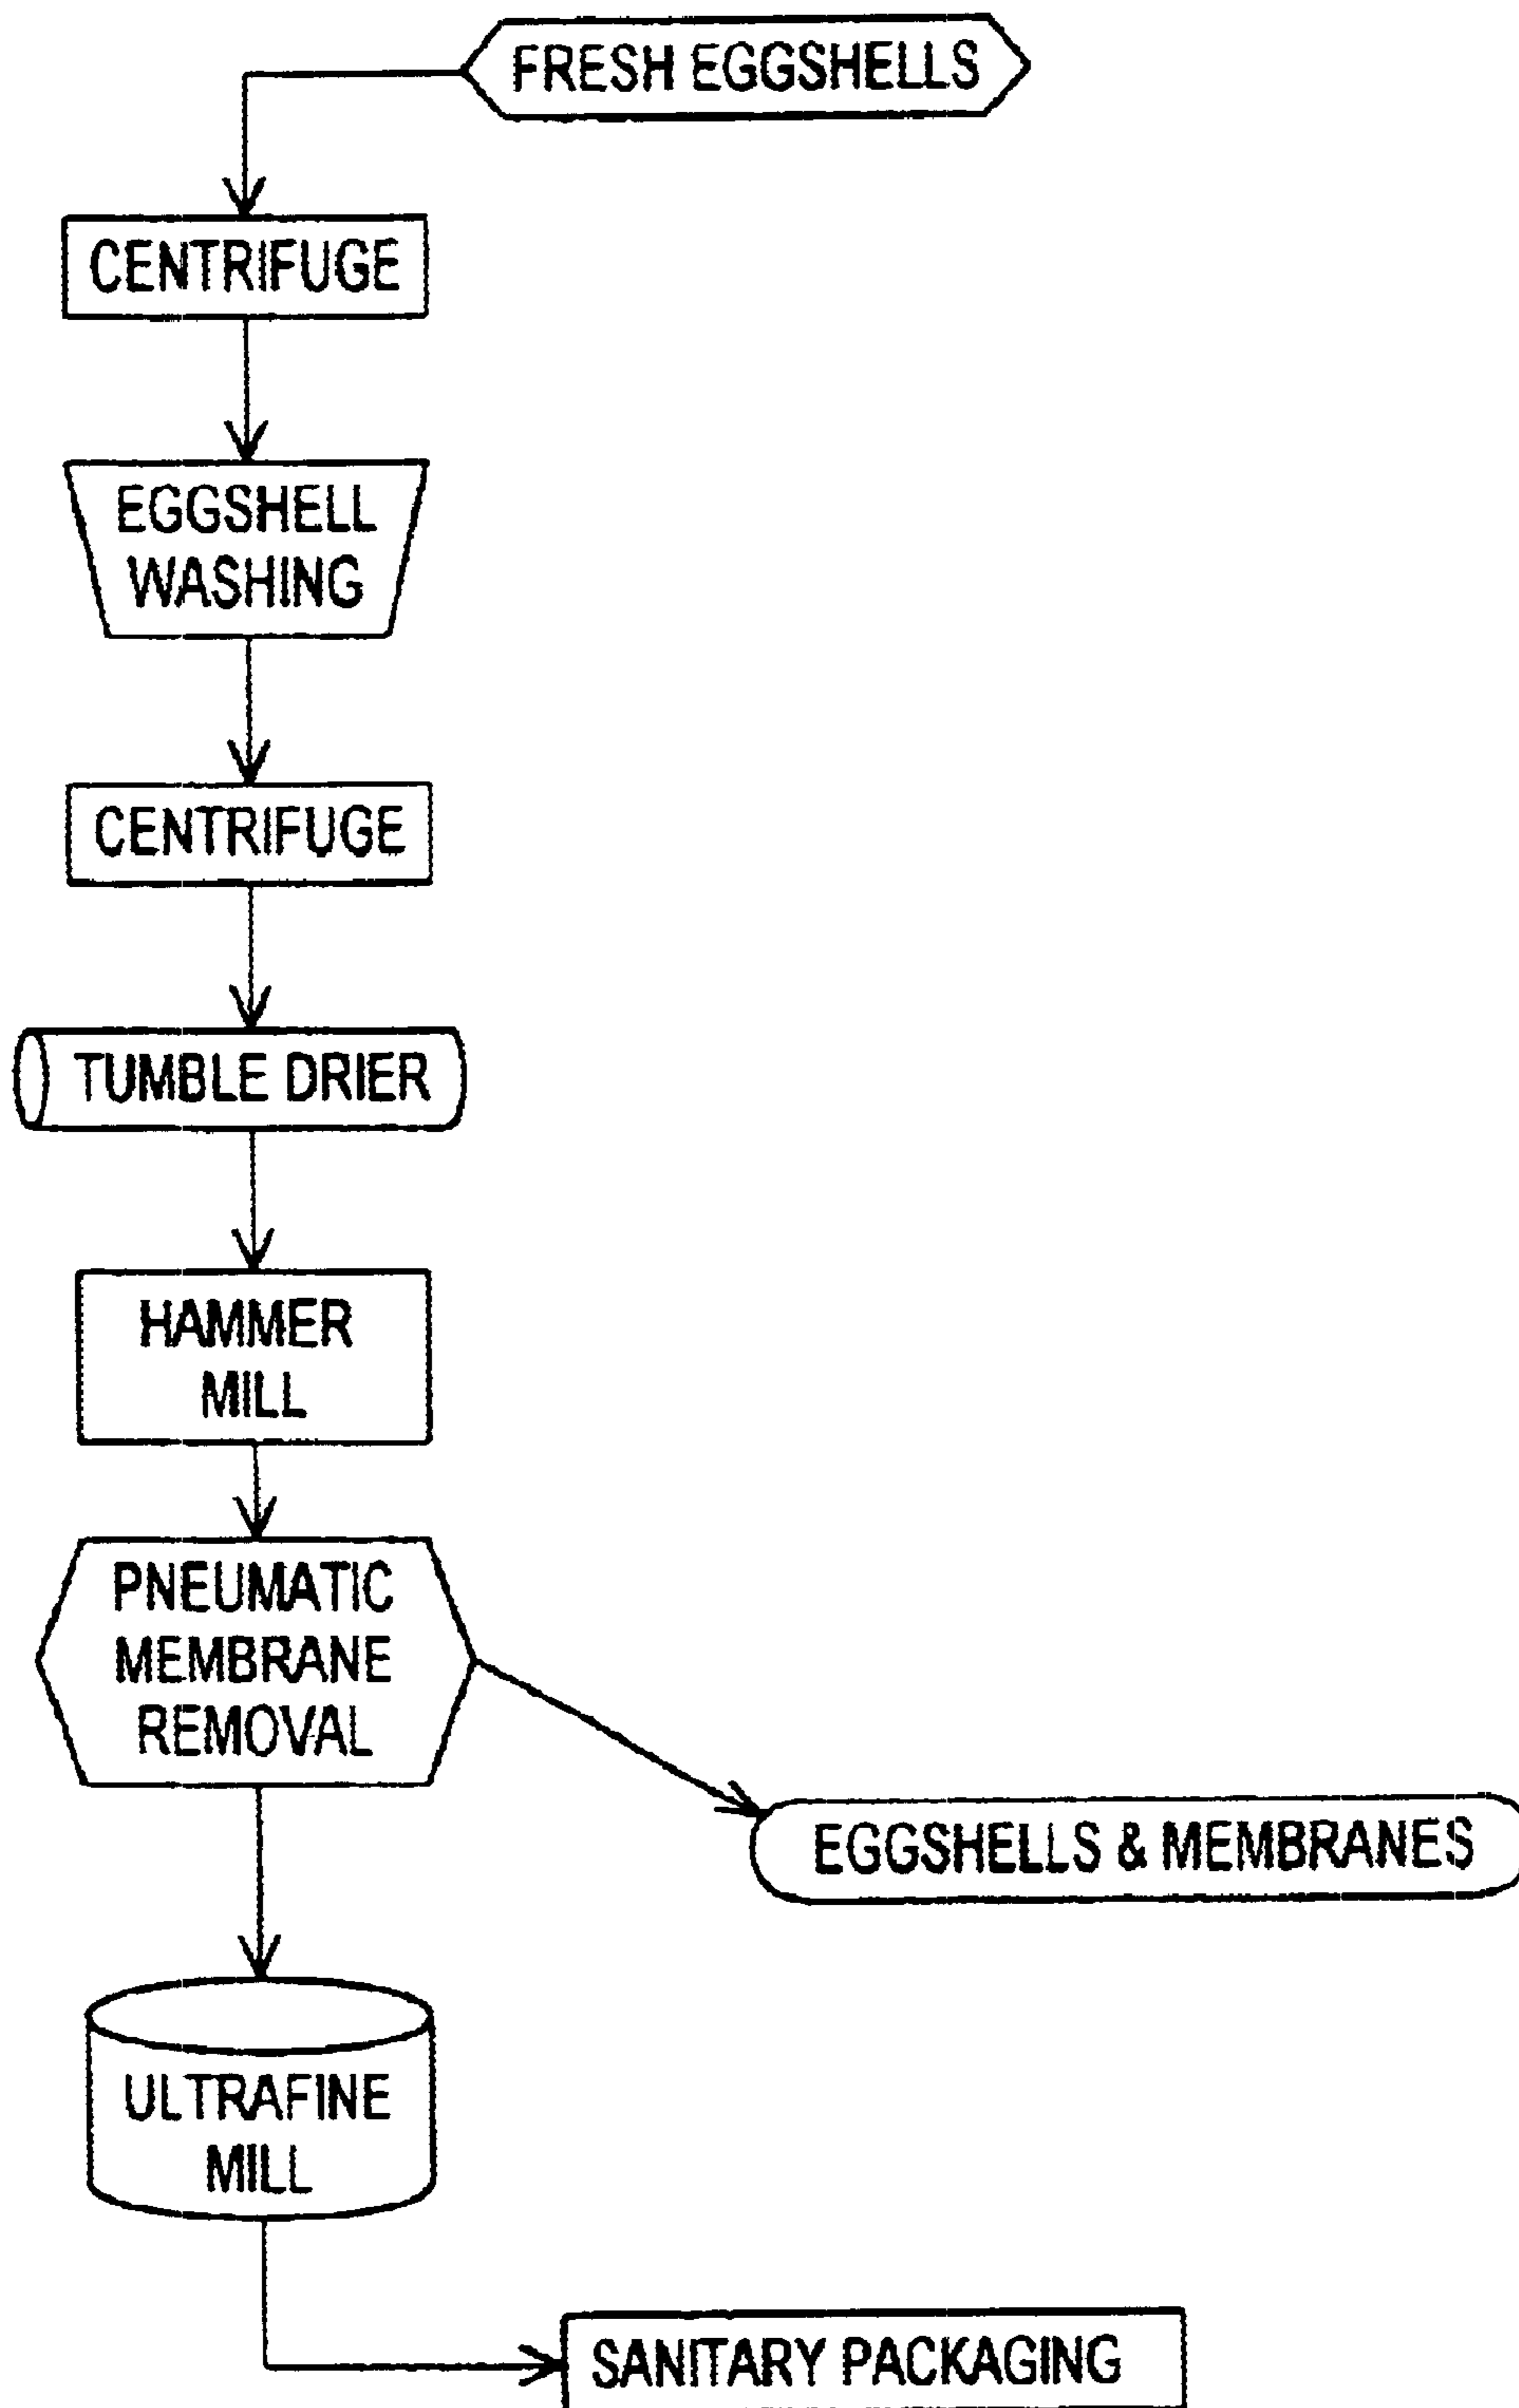 FRESH EGGSHELLS
CENTRIFUGE
EGGSHELL
WASHING
CENTRIFUGE
TUMBLE DRIER
HAMMER
MILL
PNEUMATIC
MEMBRANE
REMOVAL
EGGSHELLS & MEMBRANES
ULTRAFINE
MILL
SANITARY PACKAGING